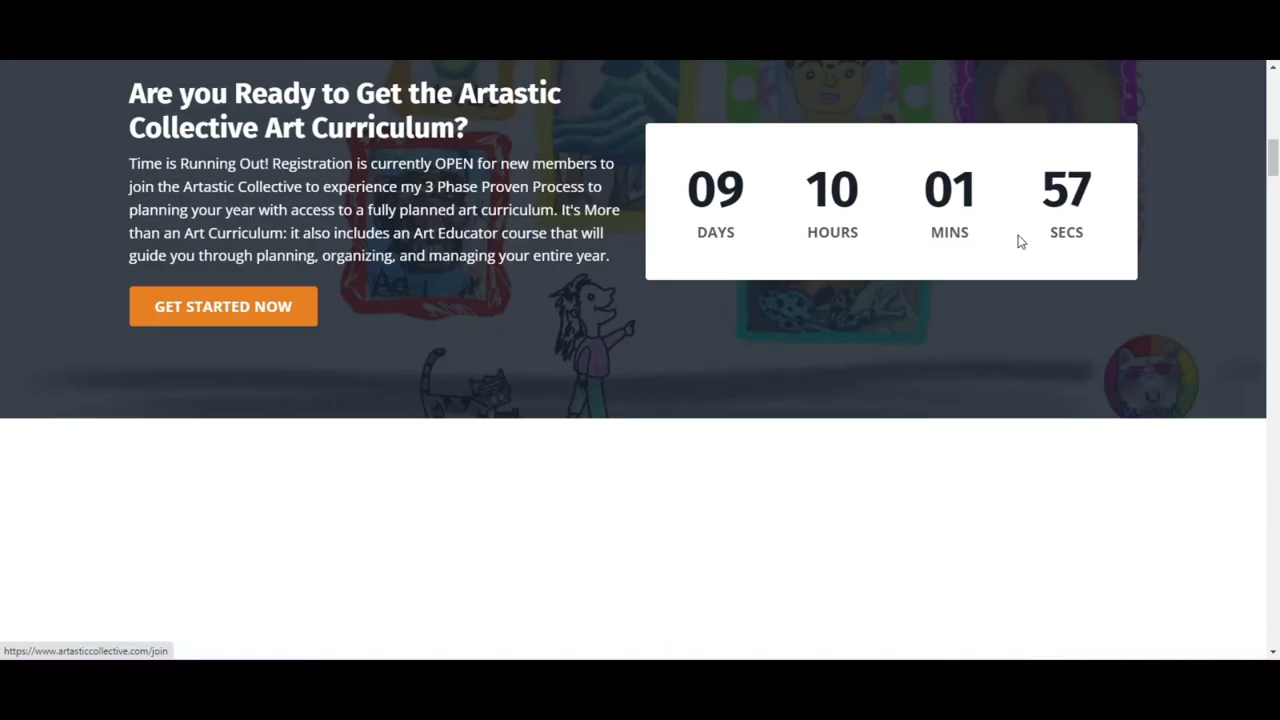 Are you Ready to Get the Artastic
Collective Art Curriculum?
Time is Running Out! Registration is currently OPEN for new members to
join the Artastic Collective to experience my 3 Phase Proven Process to
planning your year with access to a fully planned art curriculum. It's More
than an Art Curriculum: it also includes an Art Educator course that will
guide you through planning, organizing, and managing your entire year.
GET STARTED NOW
09 10 01 57
DAYS HOURS MINS SECS
https://www.artasticcollective.com/join